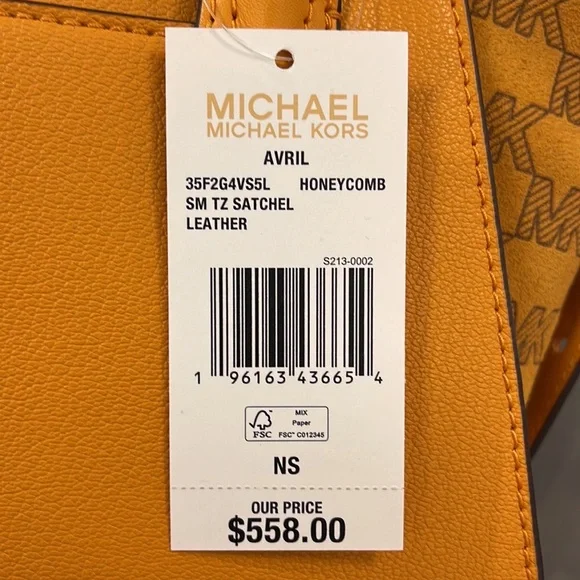 MICHAEL
MICHAEL KORS
AVRIL
35F2G4VS5L HONEYCOMB
SM TZ SATCHEL
LEATHER
S213-0002
1 96163 43665 4
FSC
MIX
Paper
FSC™ C012345
NS
OUR PRICE
$558.00